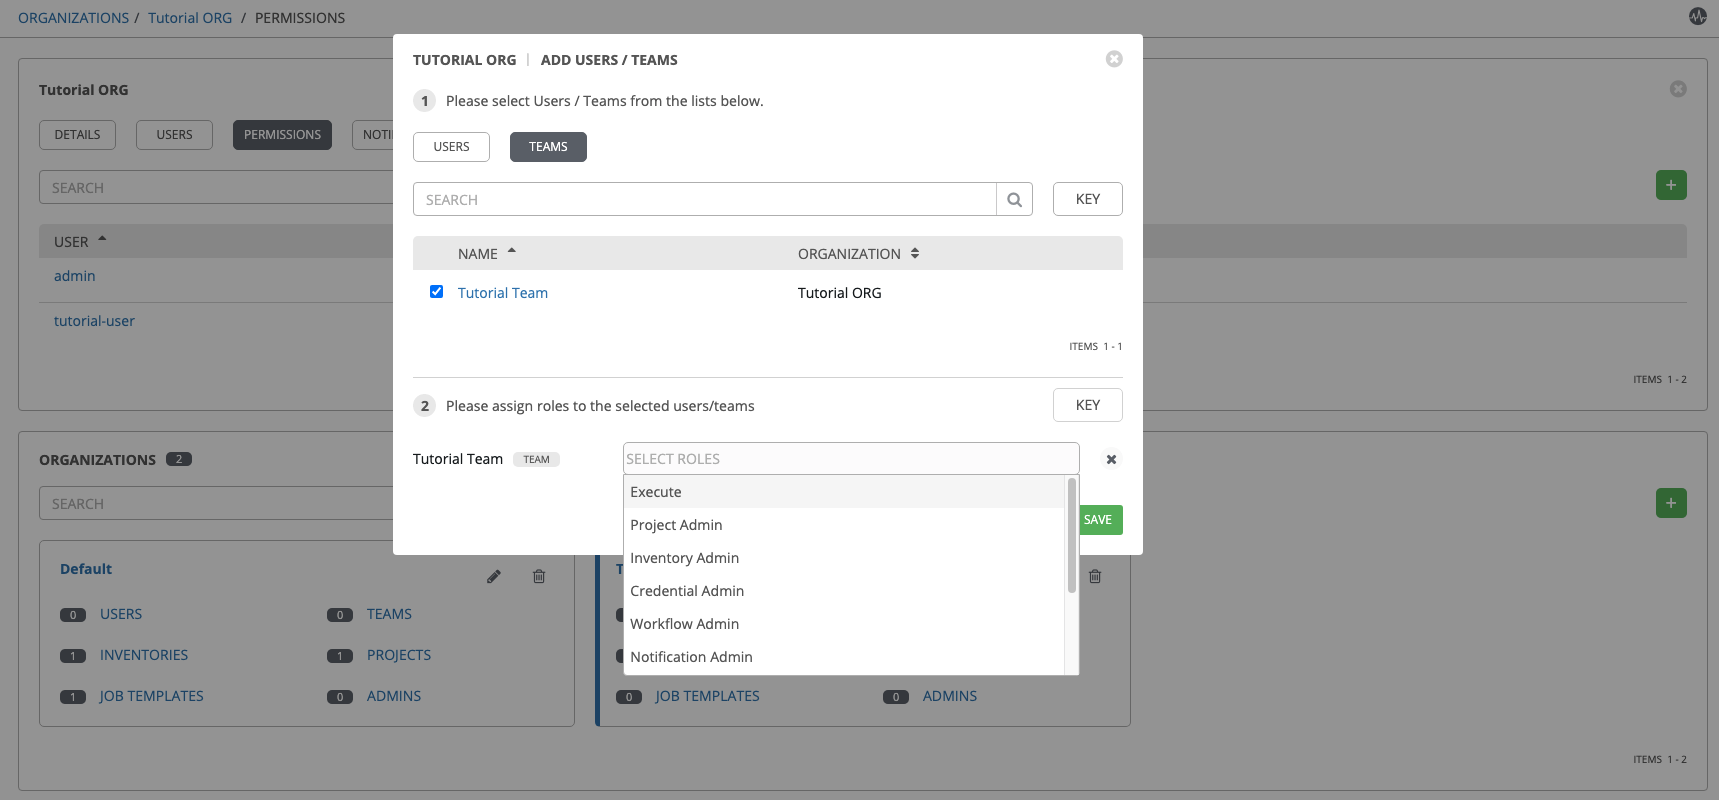 ORGANIZATIONS / Tutorial ORG / PERMISSIONS
TUTORIAL ORG | ADD USERS / TEAMS
1 Please select Users / Teams from the lists below.
USERS TEAMS
SEARCH KEY
NAME ORGANIZATION
Tutorial Team Tutorial ORG
ITEMS 1 - 1
2 Please assign roles to the selected users/teams KEY
Tutorial Team TEAM SELECT ROLES
Execute
Project Admin
Inventory Admin
Credential Admin
Workflow Admin
Notification Admin
SAVE
Tutorial ORG
DETAILS USERS PERMISSIONS NOTI
SEARCH
USER
admin
tutorial-user
ITEMS 1 - 2
ORGANIZATIONS 2
SEARCH
Default
0 USERS 0 TEAMS
1 INVENTORIES 1 PROJECTS
1 JOB TEMPLATES 0 ADMINS
T
0 JOB TEMPLATES 0 ADMINS
ITEMS 1 - 2